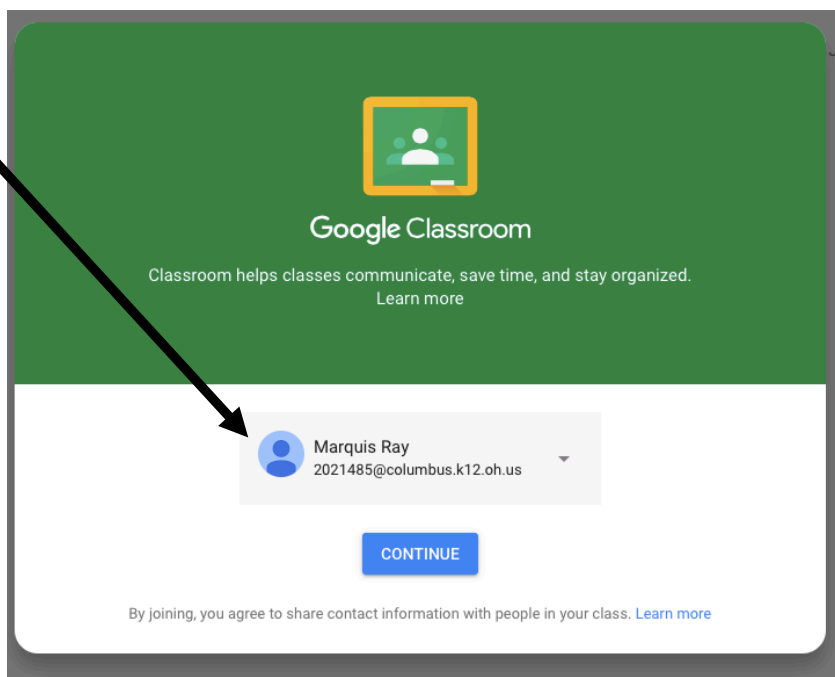 Google Classroom
Classroom helps classes communicate, save time, and stay organized.
Learn more
Marquis Ray
2021485@columbus.k12.oh.us
CONTINUE
By joining, you agree to share contact information with people in your class. Learn more